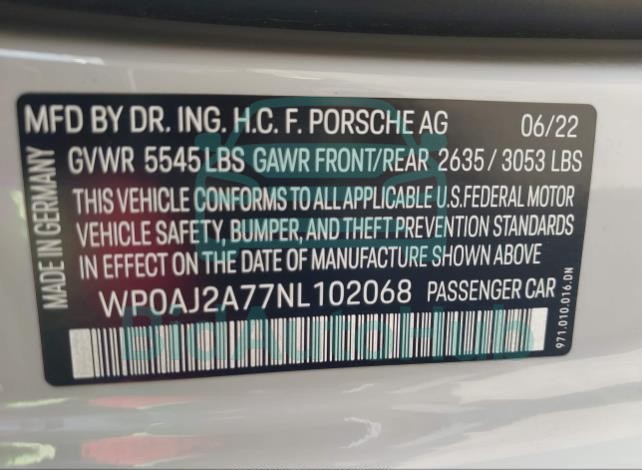 MFD BY DR. ING. H.C. F. PORSCHE AG 06/22
GVWR 5545 LBS GAWR FRONT/REAR 2635 / 3053 LBS
THIS VEHICLE CONFORMS TO ALL APPLICABLE U.S. FEDERAL MOTOR
VEHICLE SAFETY, BUMPER, AND THEFT PREVENTION STANDARDS
IN EFFECT ON THE DATE OF MANUFACTURE SHOWN ABOVE
WP0AJ2A77NL102068 PASSENGER CAR
MADE IN GERMANY
971.010.016.DN
BidAutoHub